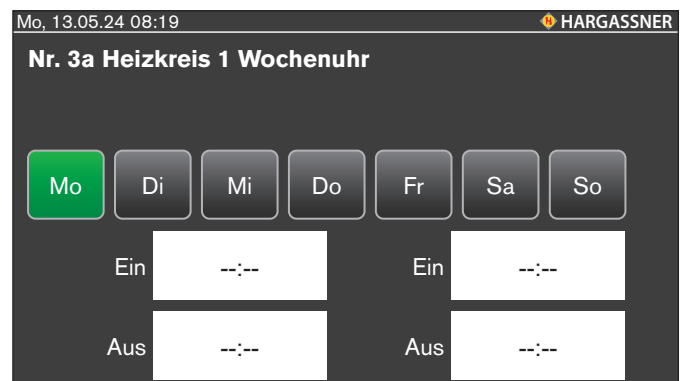 Mo, 13.05.24 08:19 H HARGASSNER
Nr. 3a Heizkreis 1 Wochenuhr
Mo Di Mi Do Fr Sa So
Ein --:-- Ein --:--
Aus --:-- Aus --:--